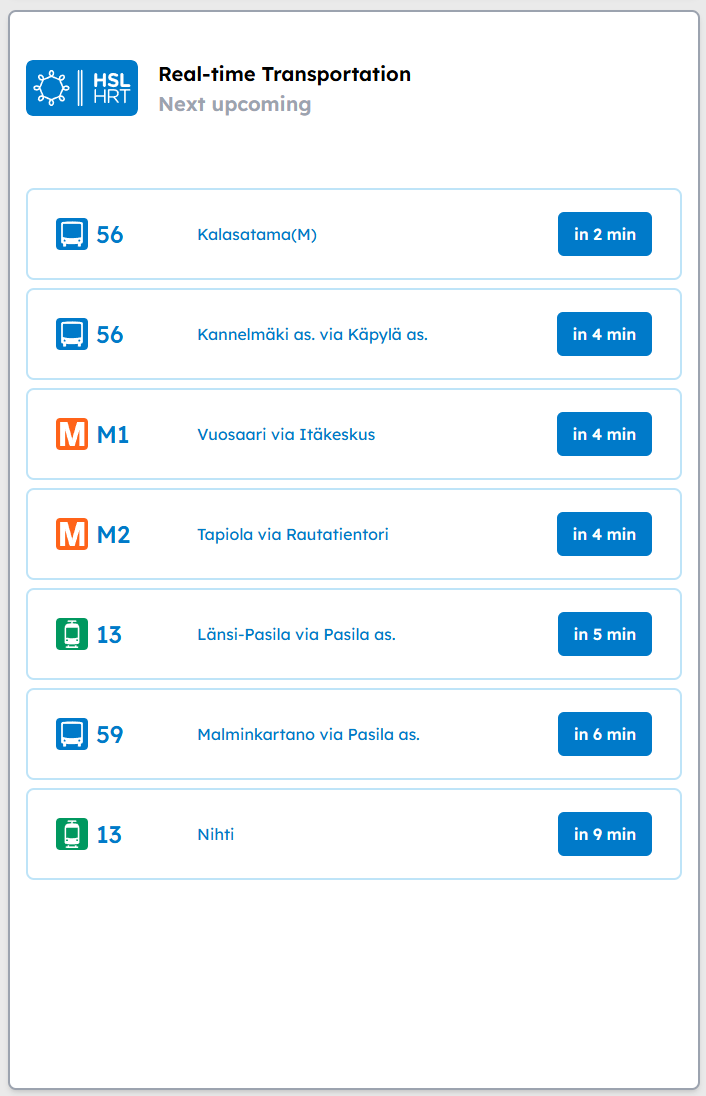 HSL
HRT
Real-time Transportation
Next upcoming
56 Kalasatama(M) in 2 min
56 Kannelmäki as. via Käpylä as. in 4 min
M M1 Vuosaari via Itäkeskus in 4 min
M M2 Tapiola via Rautatientori in 4 min
13 Länsi-Pasila via Pasila as. in 5 min
59 Malminkartano via Pasila as. in 6 min
13 Nihti in 9 min